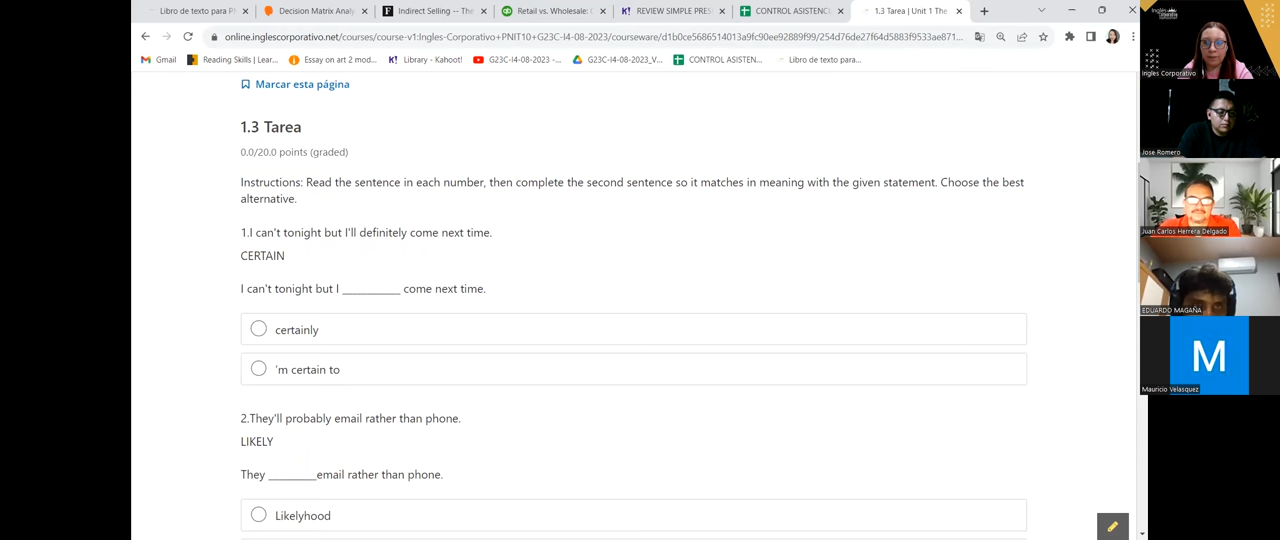 Libro de texto para P
Decision Matrix Analy
Indirect Selling -- The
Retail vs. Wholesale: C
REVIEW SIMPLE PRES
CONTROL ASISTENCI
1.3 Tarea | Unit 1 The
online.inglescorporativo.net/courses/course-v1:Ingles-Corporativo+PNIT10+G23C-I4-08-2023/courseware/d1b0ce5686514013a9fc90ee92889f99/254d76de27f64d5883f9533ae871...
Gmail
Reading Skills | Lear...
Essay on art 2 mod...
Library - Kahoot!
G23C-I4-08-2023 -...
G23C-I4-08-2023_V...
CONTROL ASISTEN...
Libro de texto para...
Marcar esta página
1.3 Tarea
0.0/20.0 points (graded)
Instructions: Read the sentence in each number, then complete the second sentence so it matches in meaning with the given statement. Choose the best
alternative.
1.I can't tonight but I'll definitely come next time.
CERTAIN
I can't tonight but I ___________ come next time.
certainly
'm certain to
2.They'll probably email rather than phone.
LIKELY
They _________email rather than phone.
Likelyhood
Ingles Corporativo
Jose Romero
Juan Carlos Herrera Delgado
EDUARDO MAGAÑA
M
Mauricio Velasquez